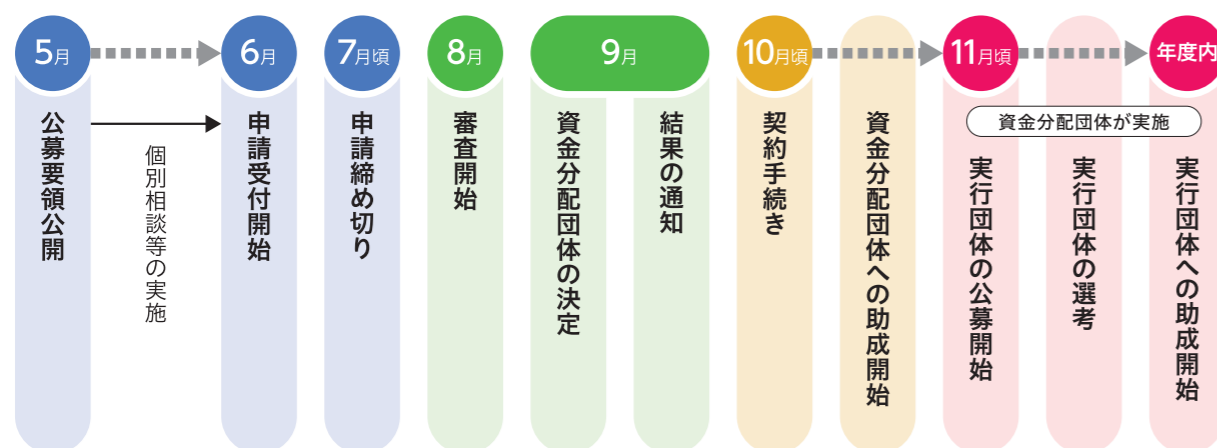 5月
6月
7月頃
8月
9月
10月頃
11月頃
年度内
公募要領公開
個別相談等の実施
申請受付開始
申請締め切り
審査開始
資金分配団体の決定
結果の通知
契約手続き
資金分配団体への助成開始
資金分配団体が実施
実行団体の公募開始
実行団体の選考
実行団体への助成開始